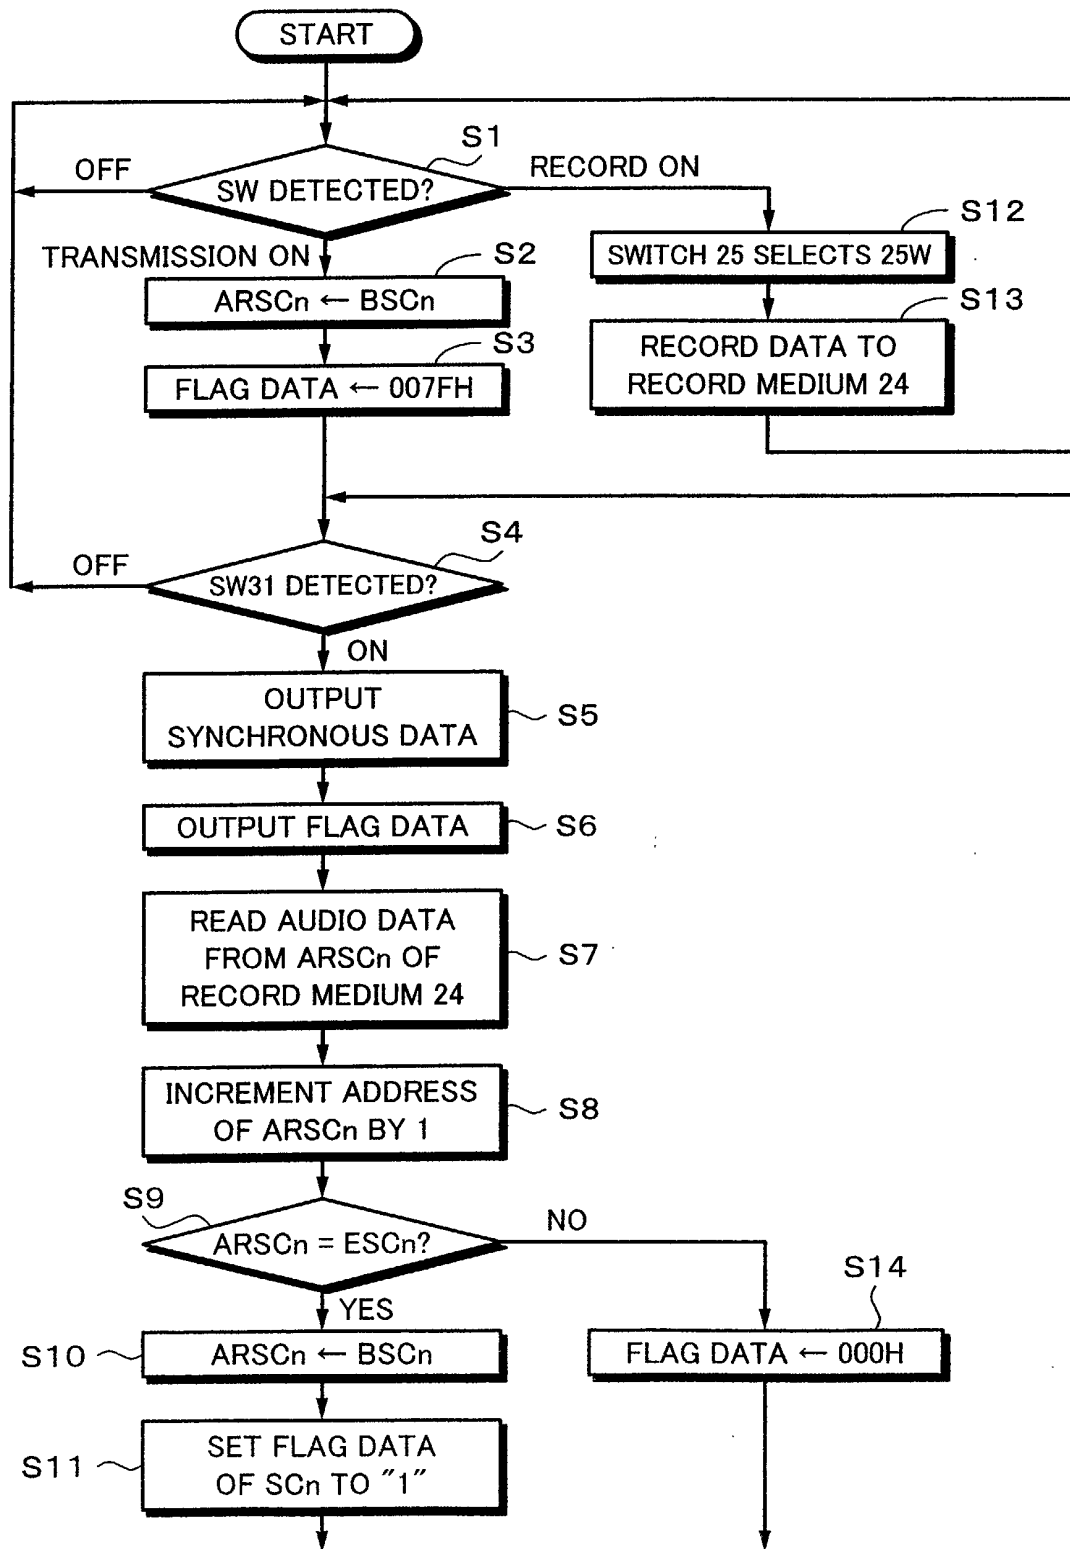 START
S1
OFF
SW DETECTED?
RECORD ON
TRANSMISSION ON
S2
ARSCn ← BSCn
S3
FLAG DATA ← 007FH
S12
SWITCH 25 SELECTS 25W
S13
RECORD DATA TO
RECORD MEDIUM 24
S4
OFF
SW31 DETECTED?
ON
OUTPUT
SYNCHRONOUS DATA
S5
OUTPUT FLAG DATA
S6
READ AUDIO DATA
FROM ARSCn OF
RECORD MEDIUM 24
S7
INCREMENT ADDRESS
OF ARSCn BY 1
S8
S9
ARSCn = ESCn?
NO
YES
S10
ARSCn ← BSCn
S14
FLAG DATA ← 000H
S11
SET FLAG DATA
OF SCn TO "1"